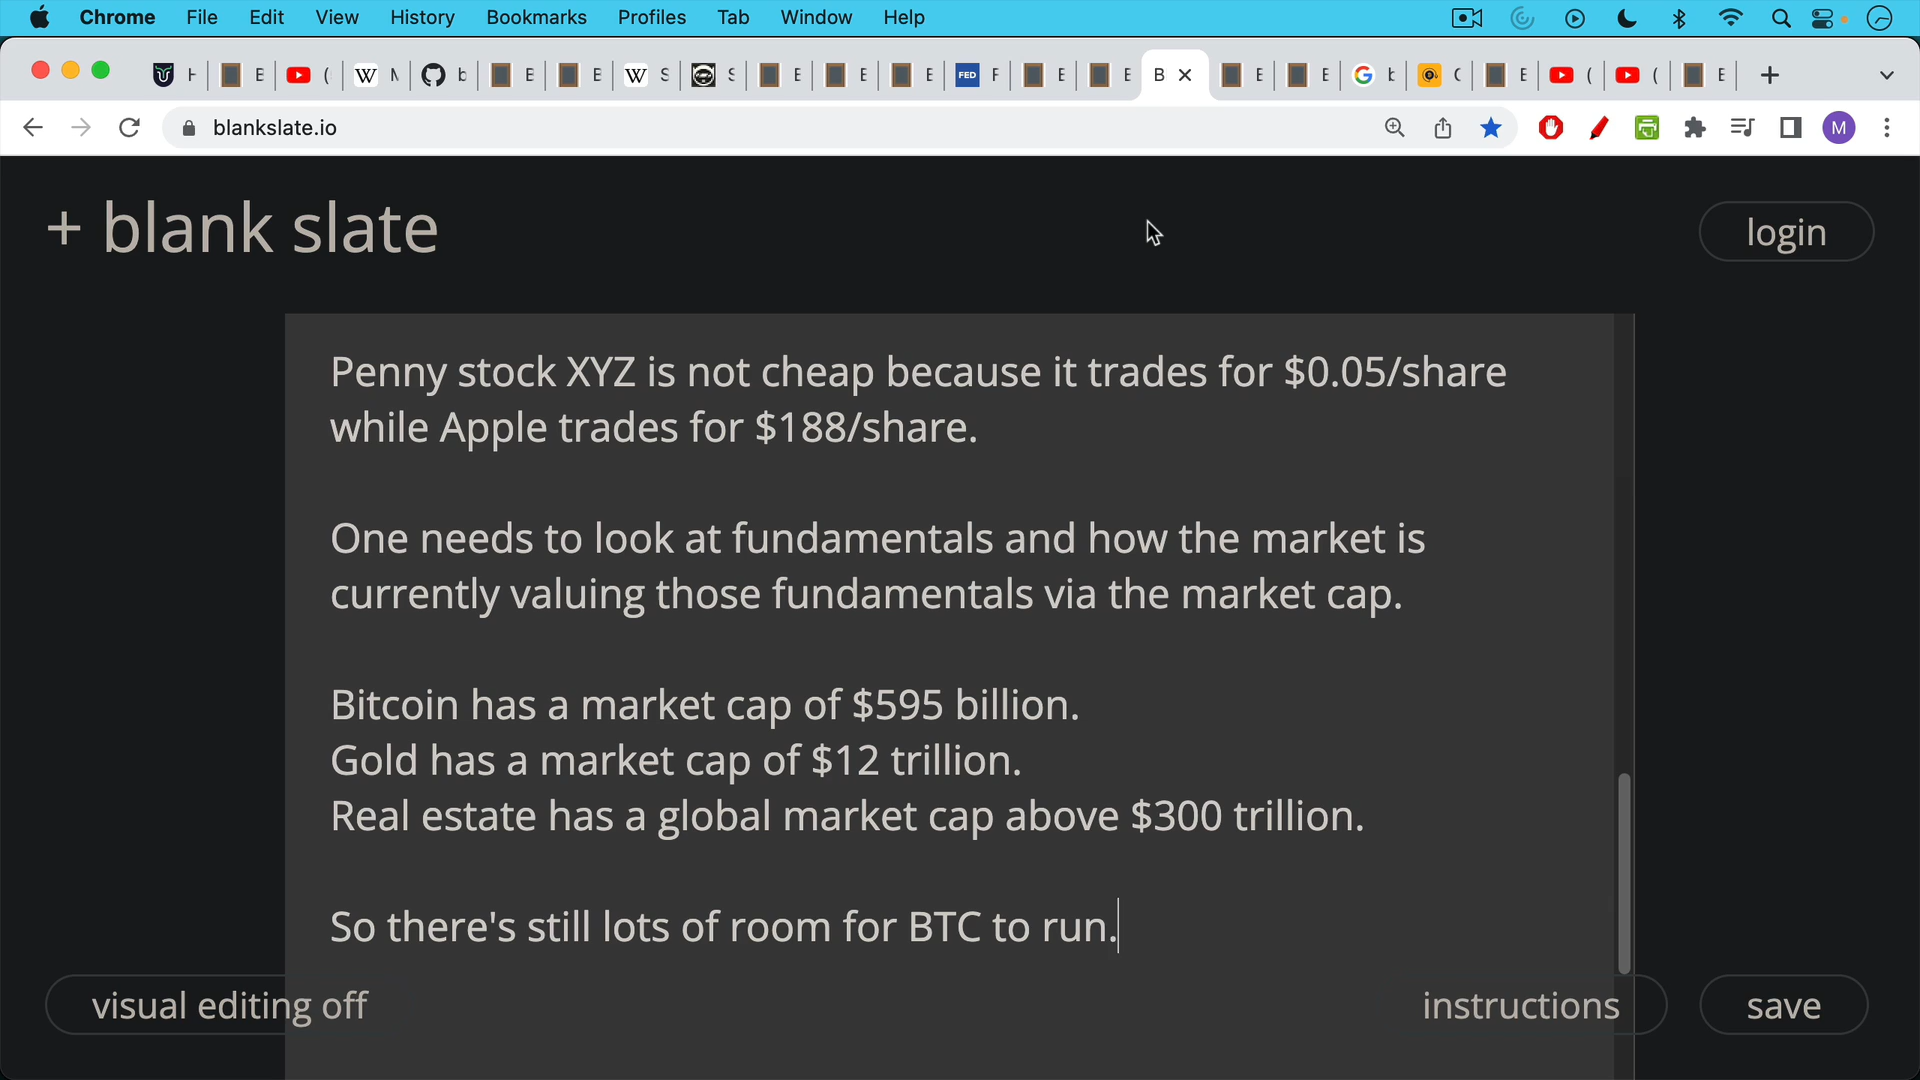 Chrome File Edit View History Bookmarks Profiles Tab Window Help
H E ( W N b E E W S S E E E FED F E E B E E k C E ( ( E
blankslate.io M
+ blank slate
login
Penny stock XYZ is not cheap because it trades for $0.05/share
while Apple trades for $188/share.
One needs to look at fundamentals and how the market is
currently valuing those fundamentals via the market cap.
Bitcoin has a market cap of $595 billion.
Gold has a market cap of $12 trillion.
Real estate has a global market cap above $300 trillion.
So there's still lots of room for BTC to run.
visual editing off
instructions
save